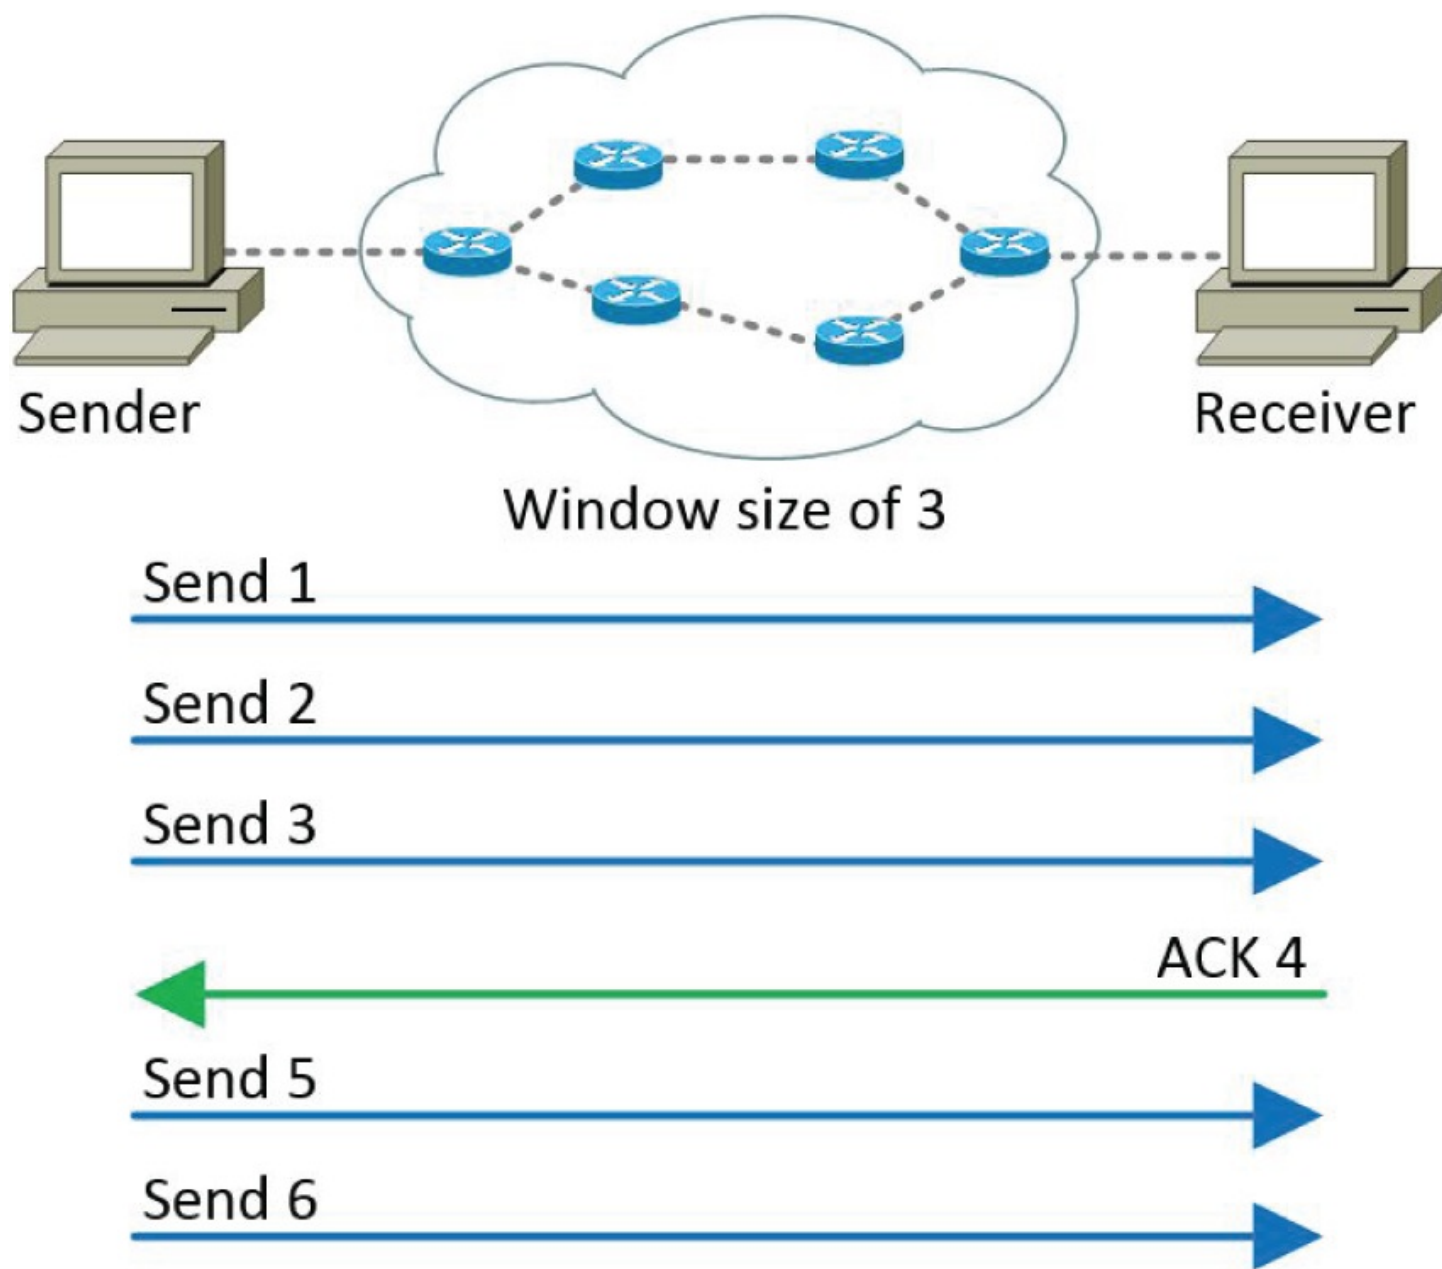 Sender
Receiver
Window size of 3
Send 1
Send 2
Send 3
ACK 4
Send 5
Send 6